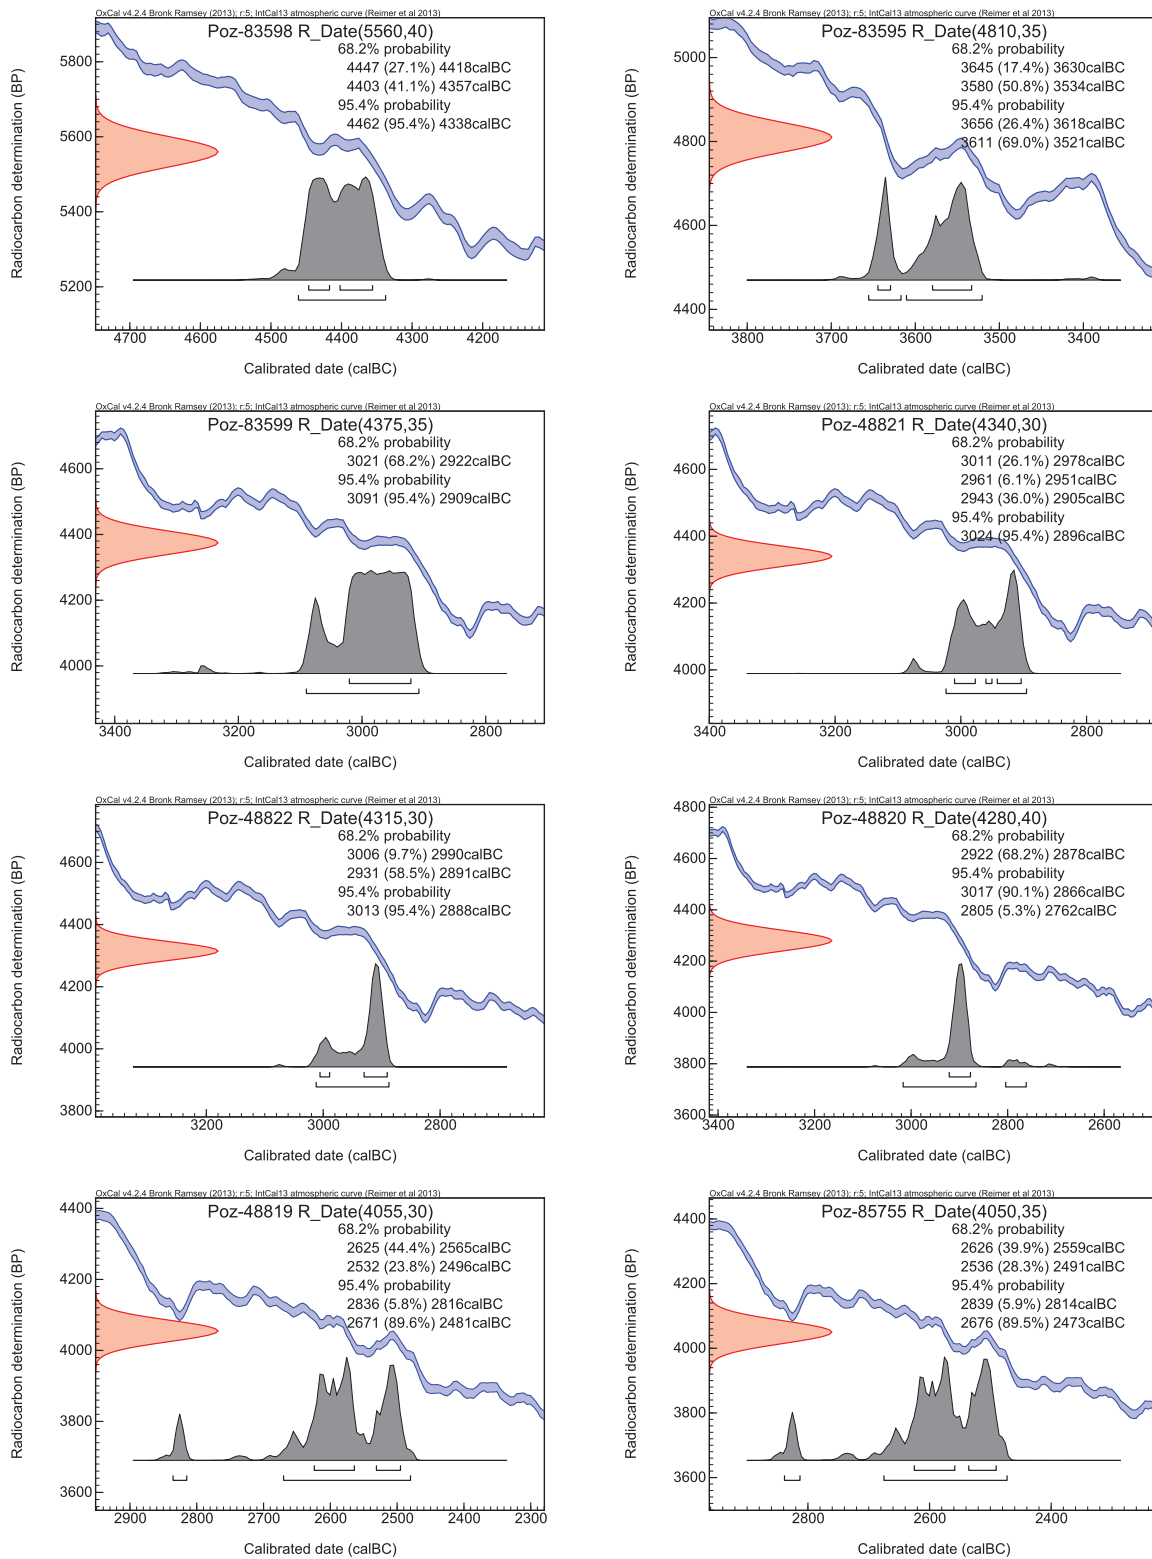 OxCal v4.2.4 Bronk Ramsey (2013); r:5; IntCal13 atmospheric curve (Reimer et al 2013)
Poz-83598 R_Date(5560,40)
68.2% probability
4447 (27.1%) 4418calBC
4403 (41.1%) 4357calBC
95.4% probability
4462 (95.4%) 4338calBC
Radiocarbon determination (BP)
5800
5600
5400
5200
4700 4600 4500 4400 4300 4200
Calibrated date (calBC)
OxCal v4.2.4 Bronk Ramsey (2013); r:5; IntCal13 atmospheric curve (Reimer et al 2013)
Poz-83595 R_Date(4810,35)
68.2% probability
3645 (17.4%) 3630calBC
3580 (50.8%) 3534calBC
95.4% probability
3656 (26.4%) 3618calBC
3611 (69.0%) 3521calBC
Radiocarbon determination (BP)
5000
4800
4600
4400
3800 3700 3600 3500 3400
Calibrated date (calBC)
OxCal v4.2.4 Bronk Ramsey (2013); r:5; IntCal13 atmospheric curve (Reimer et al 2013)
Poz-83599 R_Date(4375,35)
68.2% probability
3021 (68.2%) 2922calBC
95.4% probability
3091 (95.4%) 2909calBC
Radiocarbon determination (BP)
4600
4400
4200
4000
3400 3200 3000 2800
Calibrated date (calBC)
OxCal v4.2.4 Bronk Ramsey (2013); r:5; IntCal13 atmospheric curve (Reimer et al 2013)
Poz-48821 R_Date(4340,30)
68.2% probability
3011 (26.1%) 2978calBC
2961 (6.1%) 2951calBC
2943 (36.0%) 2905calBC
95.4% probability
3024 (95.4%) 2896calBC
Radiocarbon determination (BP)
4600
4400
4200
4000
3400 3200 3000 2800
Calibrated date (calBC)
OxCal v4.2.4 Bronk Ramsey (2013); r:5; IntCal13 atmospheric curve (Reimer et al 2013)
Poz-48822 R_Date(4315,30)
68.2% probability
3006 (9.7%) 2990calBC
2931 (58.5%) 2891calBC
95.4% probability
3013 (95.4%) 2888calBC
Radiocarbon determination (BP)
4600
4400
4200
4000
3800
3200 3000 2800
Calibrated date (calBC)
OxCal v4.2.4 Bronk Ramsey (2013); r:5; IntCal13 atmospheric curve (Reimer et al 2013)
Poz-48820 R_Date(4280,40)
68.2% probability
2922 (68.2%) 2878calBC
95.4% probability
3017 (90.1%) 2866calBC
2805 (5.3%) 2762calBC
Radiocarbon determination (BP)
4800
4600
4400
4200
4000
3800
3600
3400 3200 3000 2800 2600
Calibrated date (calBC)
OxCal v4.2.4 Bronk Ramsey (2013); r:5; IntCal13 atmospheric curve (Reimer et al 2013)
Poz-48819 R_Date(4055,30)
68.2% probability
2625 (44.4%) 2565calBC
2532 (23.8%) 2496calBC
95.4% probability
2836 (5.8%) 2816calBC
2671 (89.6%) 2481calBC
Radiocarbon determination (BP)
4400
4200
4000
3800
3600
2900 2800 2700 2600 2500 2400 2300
Calibrated date (calBC)
OxCal v4.2.4 Bronk Ramsey (2013); r:5; IntCal13 atmospheric curve (Reimer et al 2013)
Poz-85755 R_Date(4050,35)
68.2% probability
2626 (39.9%) 2559calBC
2536 (28.3%) 2491calBC
95.4% probability
2839 (5.9%) 2814calBC
2676 (89.5%) 2473calBC
Radiocarbon determination (BP)
4400
4200
4000
3800
3600
2800 2600 2400
Calibrated date (calBC)